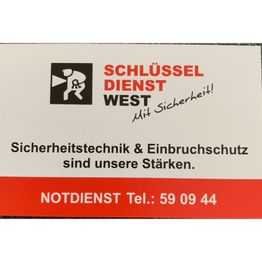 SCHLÜSSEL
DIENST
WEST
Mit Sicherheit!
Sicherheitstechnik & Einbruchschutz
sind unsere Stärken.
NOTDIENST Tel.: 59 09 44